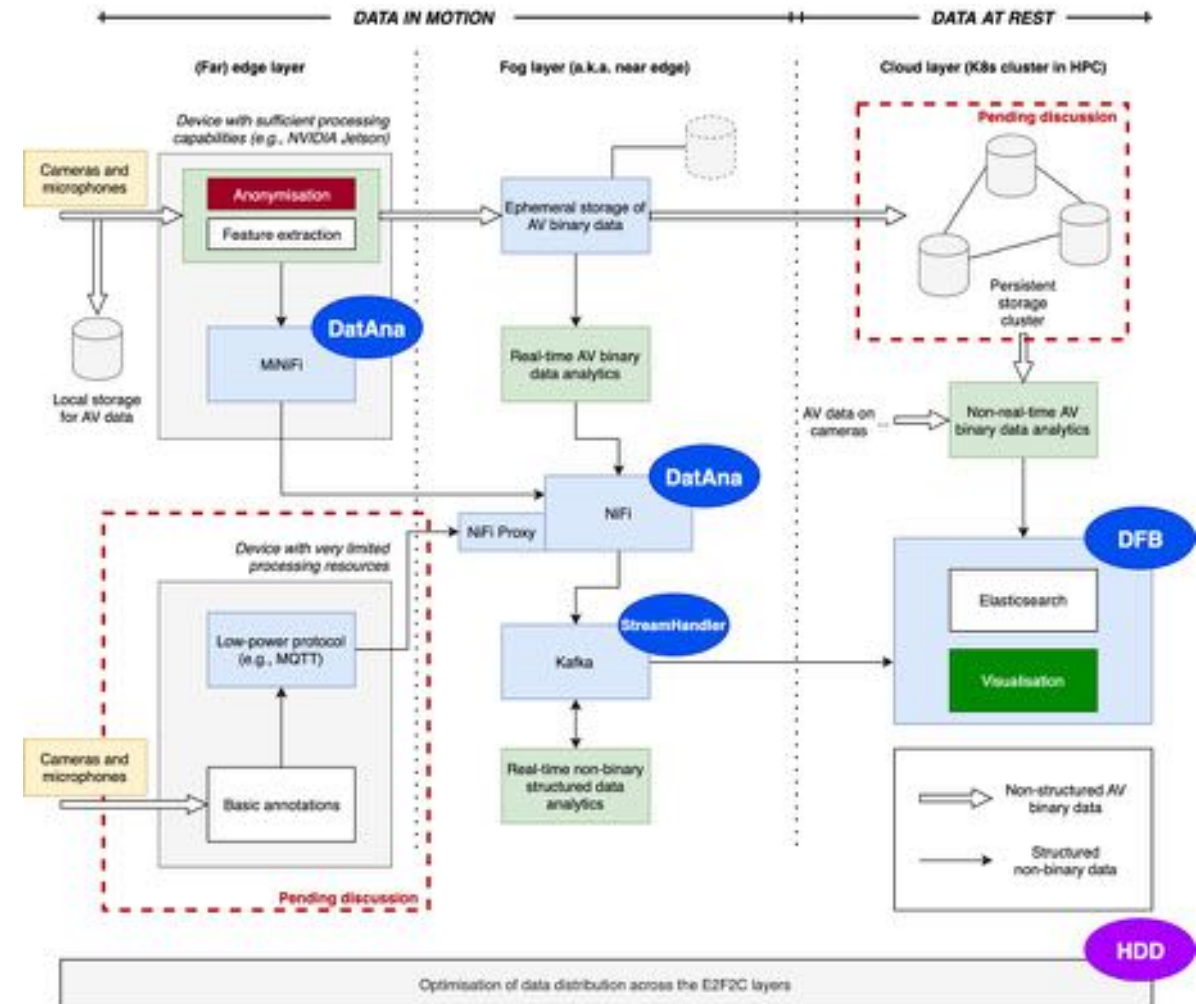 DATA IN MOTION
DATA AT REST
(Far) edge layer
Fog layer (a.k.a. near edge)
Cloud layer (K8s cluster in HPC)
Device with sufficient processing
capabilities (e.g., NVIDIA Jetson)
Pending discussion
Cameras and
microphones
Anonymisation
Feature extraction
Ephemeral storage of
AV binary data
Persistent
storage
cluster
DatAna
MiNiFi
Real-time AV binary
data analytics
Local storage
for AV data
AV data on
cameras
...
Non-real-time AV
binary data analytics
DatAna
NiFi
NiFi Proxy
DFB
Device with very limited
processing resources
Elasticsearch
StreamHandler
Low-power protocol
(e.g., MQTT)
Kafka
Visualisation
Cameras and
microphones
Basic annotations
Real-time non-binary
structured data
analytics
Non-structured AV
binary data
Structured
non-binary data
Pending discussion
HDD
Optimisation of data distribution across the E2F2C layers